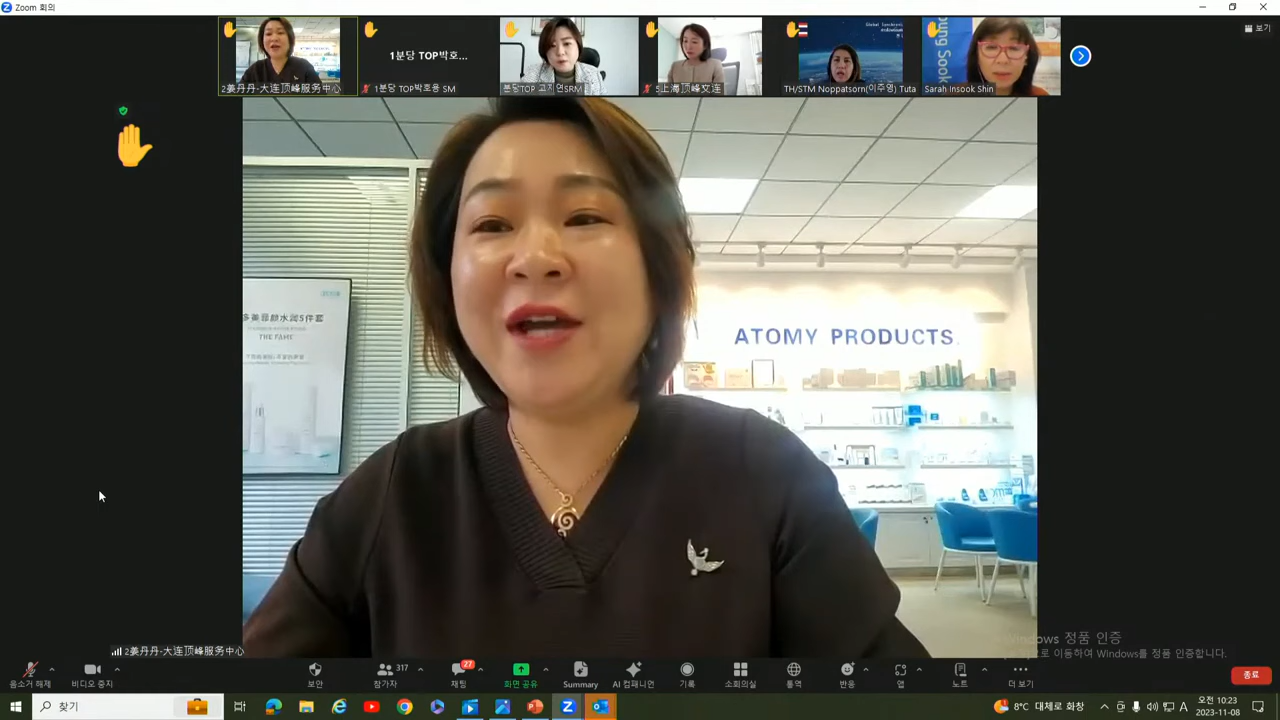 Zoom 회의
보기
2姜丹丹-大连顶峰服务中心
1분당 TOP박호...
1분당 TOP박호용 SM
5上海顶峰文连
TH/STM Noppatsorn(이주영) Tuta
Sarah Insook Shin
THE FAME
ATOMY PRODUCTS
2姜丹丹-大连顶峰服务中心
Windows 정품 인증
으로 이동하여 Windows를 정품 인증합니다.
음소거 해제
비디오 중지
보안
317
참가자
27
채팅
화면 공유
Summary
AI 컴패니언
기록
소회의실
통역
반응
앱
노트
더 보기
종료
찾기
8°C 대체로 화창
A
오전 10:23
2023-11-08